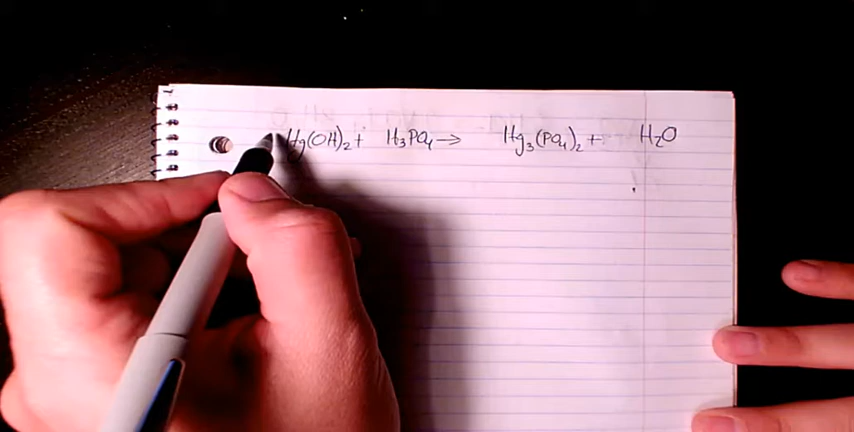 Hg(OH)₂ + H₃PO₄ → Hg₃(PO₄)₂ + H₂O